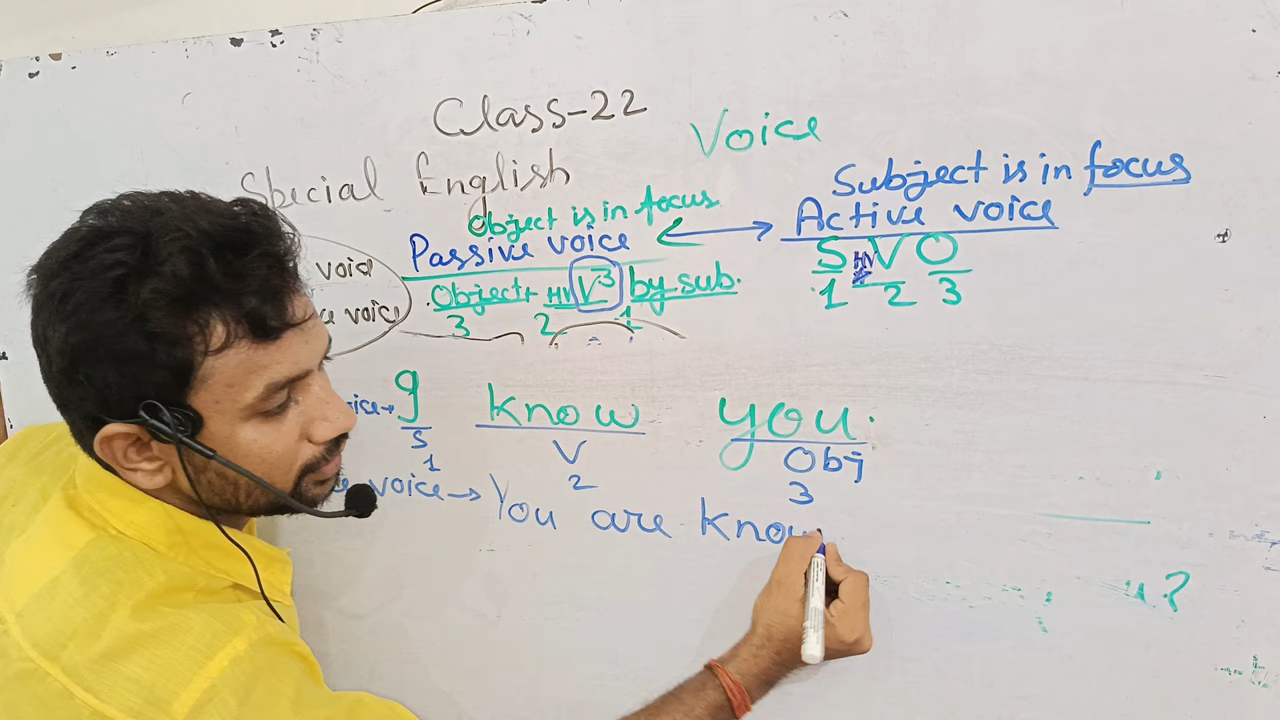 Class-22
Voice
Special English
Subject is in focus
Object is in focus
Active voice
Passive voice
S HV V O
1 2 3
Object + HV V3 by sub.
3 2 1
voice
voice
I know you.
S V Obj
1 2 3
voice → You are know
u?